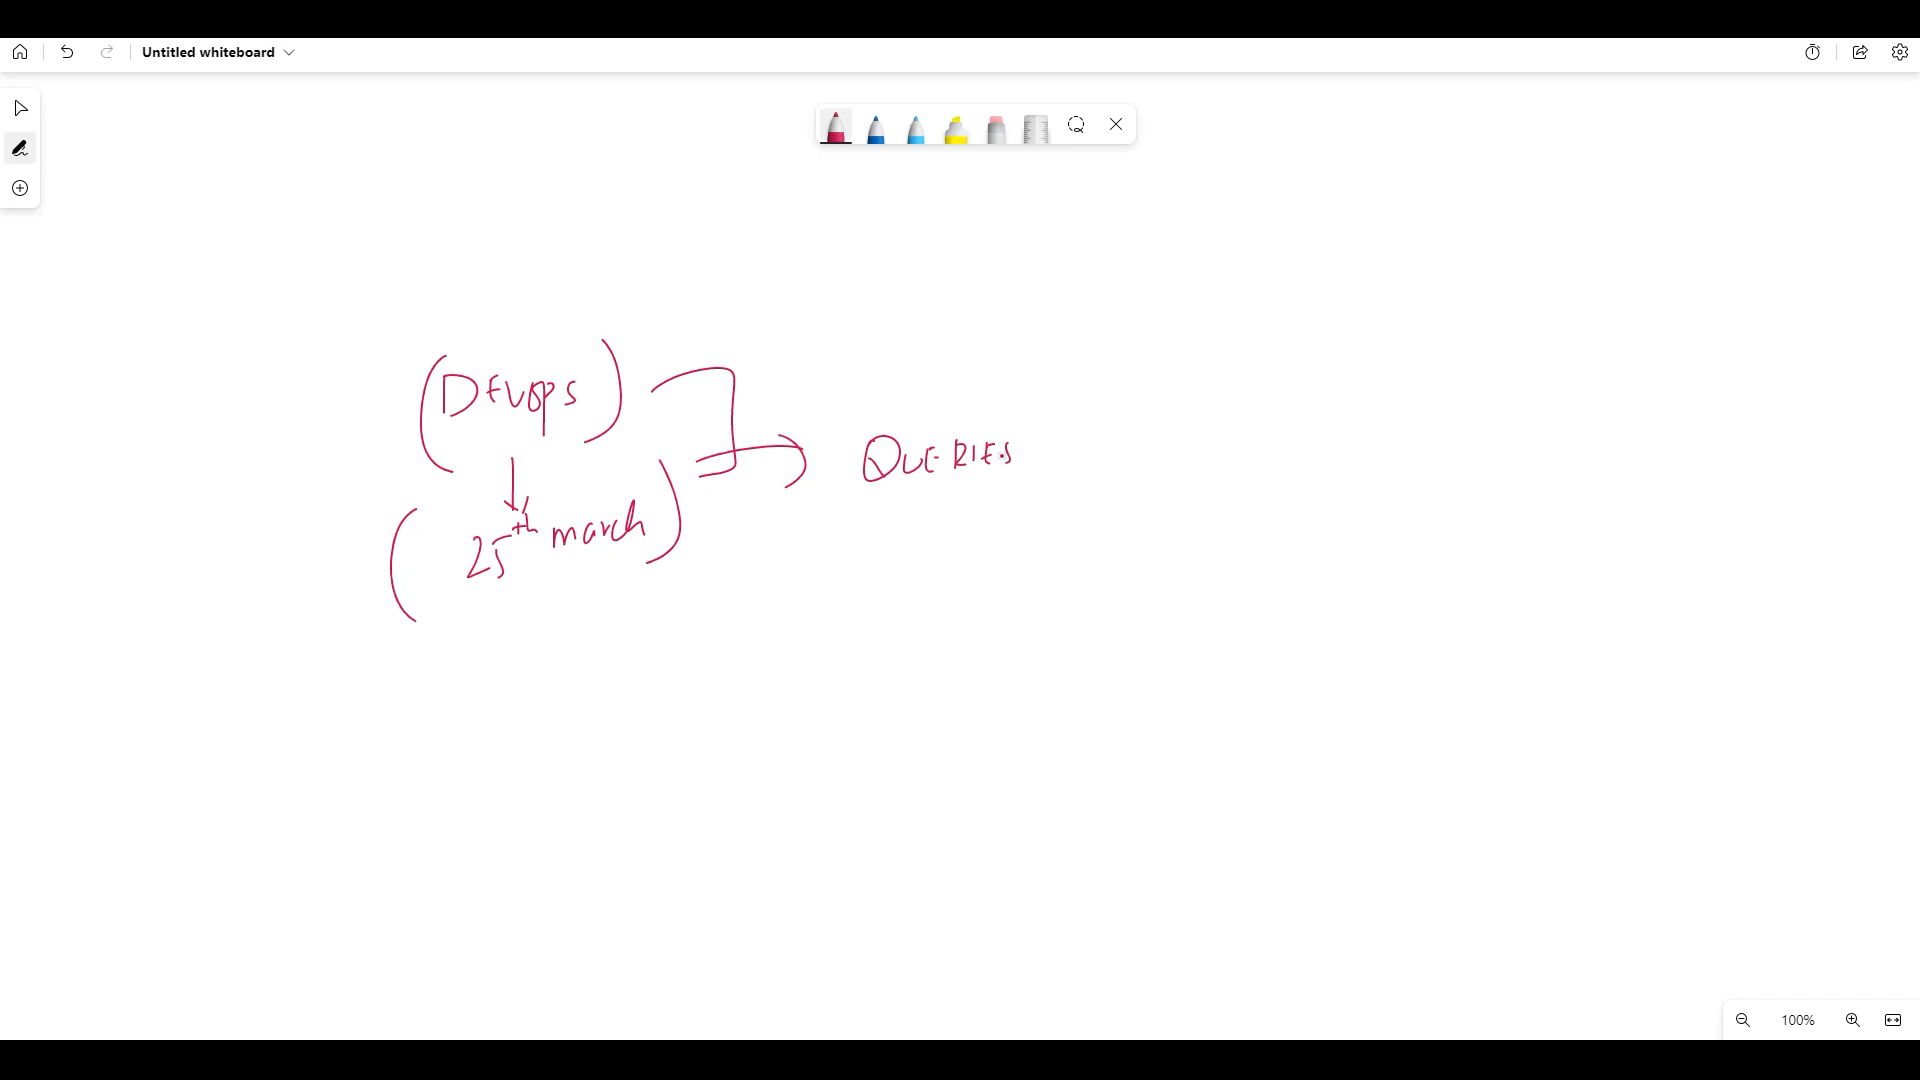 Untitled whiteboard
DEVOPS
QUERIES
25th march
100%